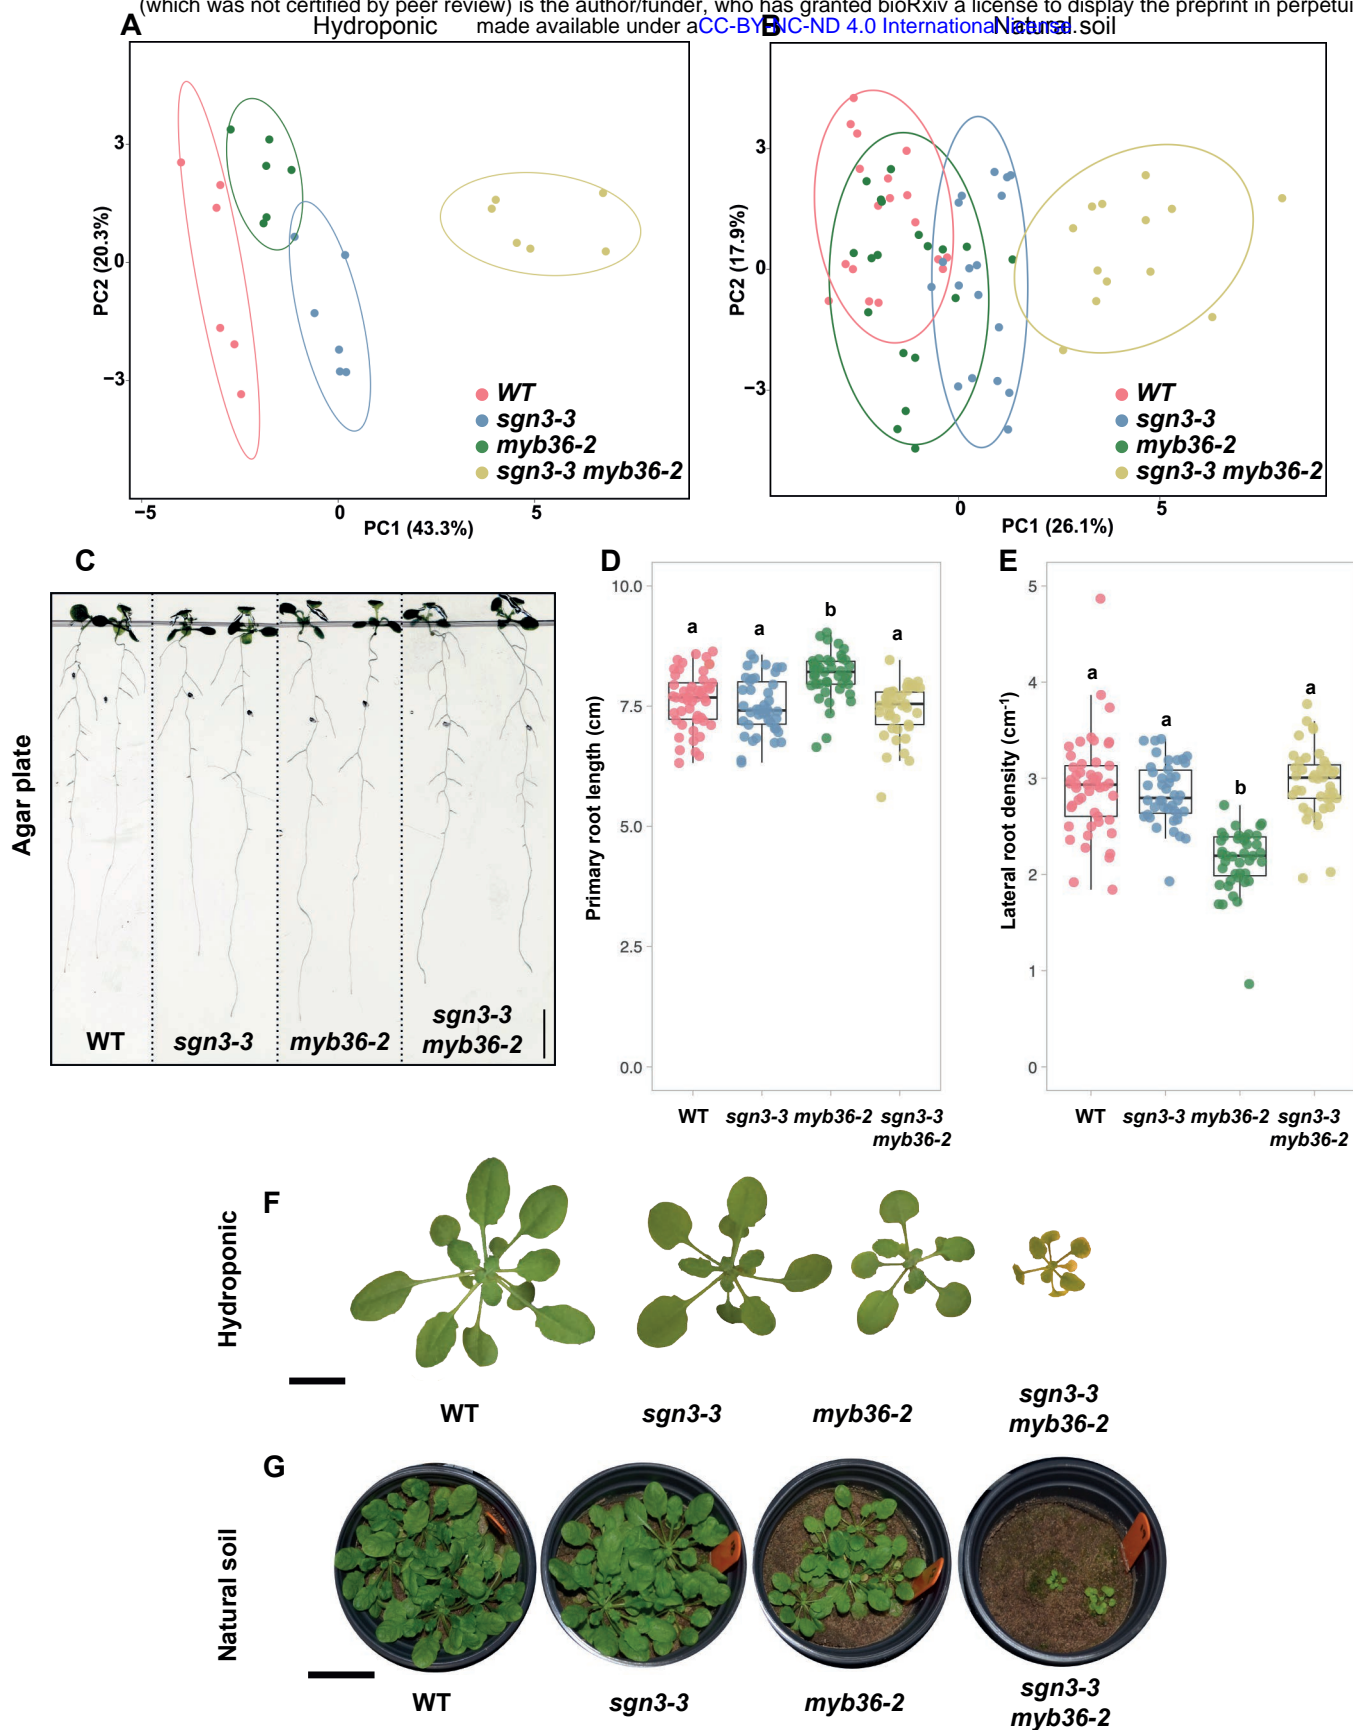 (which was not certified by peer review) is the author/funder, who has granted bioRxiv a license to display the preprint in perpetui
made available under aCC-BY-NC-ND 4.0 International license.
A
Hydroponic
B
Natural soil
PC2 (20.3%)
3
0
−3
WT
sgn3-3
myb36-2
sgn3-3 myb36-2
−5
0
5
PC1 (43.3%)
PC2 (17.9%)
3
0
−3
WT
sgn3-3
myb36-2
sgn3-3 myb36-2
0
5
PC1 (26.1%)
C
Agar plate
WT
sgn3-3
myb36-2
sgn3-3
myb36-2
D
Primary root length (cm)
10.0
7.5
5.0
2.5
0.0
a
a
b
a
WT
sgn3-3
myb36-2
sgn3-3
myb36-2
E
Lateral root density (cm-1)
5
4
3
2
1
0
a
a
b
a
WT
sgn3-3
myb36-2
sgn3-3
myb36-2
F
Hydroponic
WT
sgn3-3
myb36-2
sgn3-3
myb36-2
G
Natural soil
WT
sgn3-3
myb36-2
sgn3-3
myb36-2